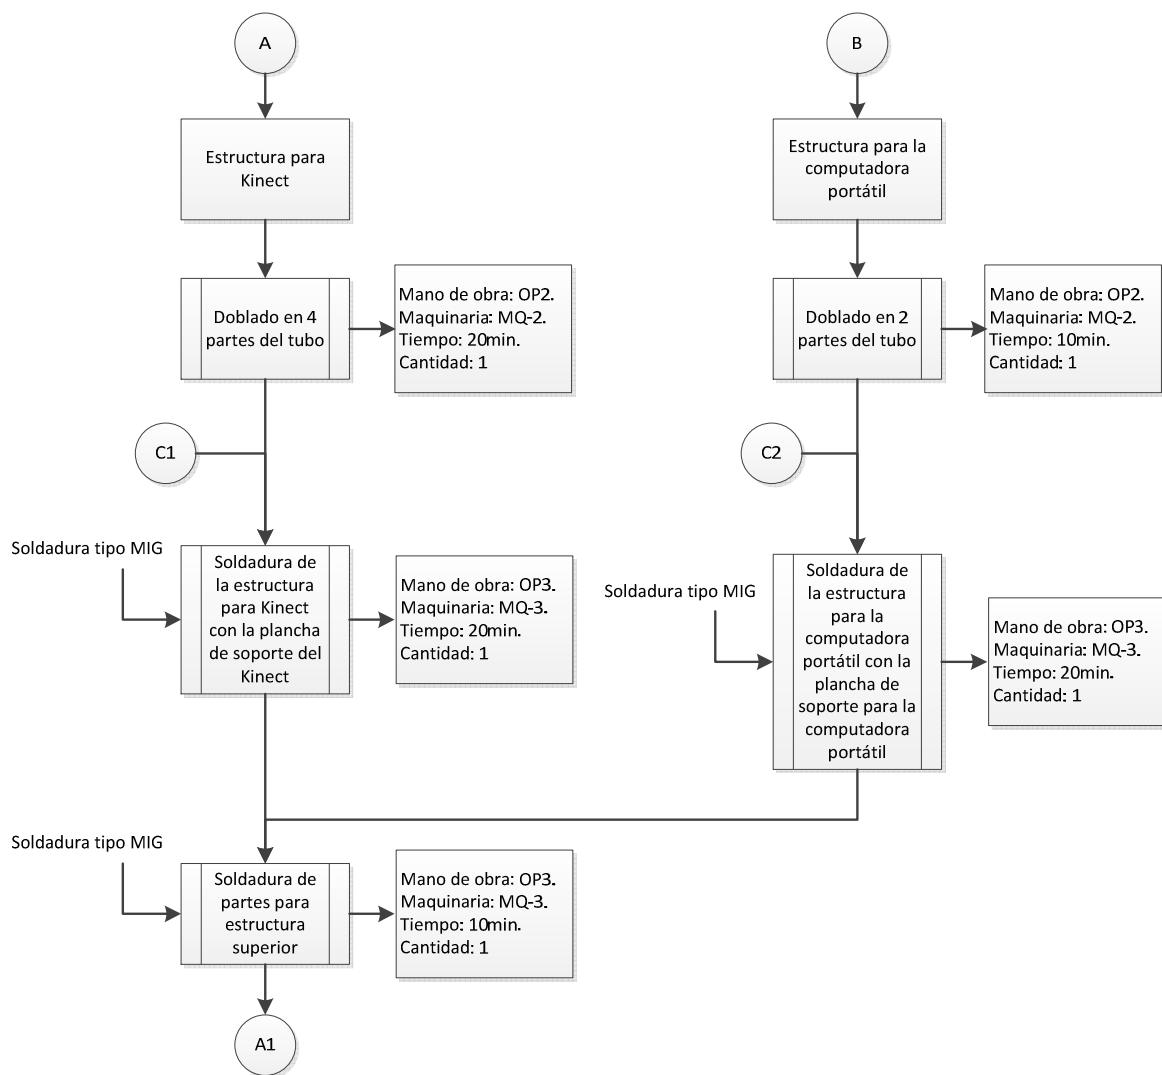 A
B
Estructura para
Kinect
Estructura para la
computadora
portátil
Doblado en 4
partes del tubo
Mano de obra: OP2.
Maquinaria: MQ-2.
Tiempo: 20min.
Cantidad: 1
Doblado en 2
partes del tubo
Mano de obra: OP2.
Maquinaria: MQ-2.
Tiempo: 10min.
Cantidad: 1
C1
C2
Soldadura tipo MIG
Soldadura de
la estructura
para Kinect
con la plancha
de soporte del
Kinect
Mano de obra: OP3.
Maquinaria: MQ-3.
Tiempo: 20min.
Cantidad: 1
Soldadura tipo MIG
Soldadura de
la estructura
para la
computadora
portátil con la
plancha de
soporte para la
computadora
portátil
Mano de obra: OP3.
Maquinaria: MQ-3.
Tiempo: 20min.
Cantidad: 1
Soldadura tipo MIG
Soldadura de
partes para
estructura
superior
Mano de obra: OP3.
Maquinaria: MQ-3.
Tiempo: 10min.
Cantidad: 1
A1